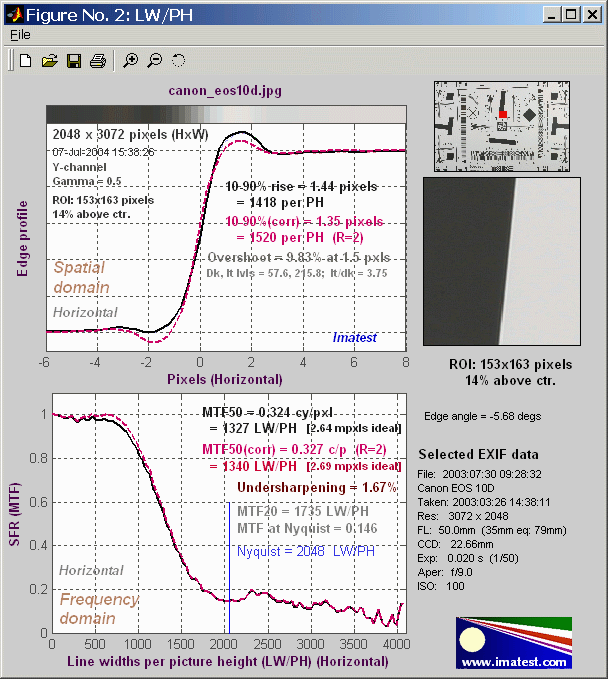 Figure No. 2: LW/PH
File
canon_eos10d.jpg
2048 x 3072 pixels (HxW)
07-Jul-2004 15:38:26
Y-channel
Gamma = 0.5
ROI: 153x163 pixels
14% above ctr.
10-90% rise = 1.44 pixels
= 1418 per PH
10-90%(corr) = 1.35 pixels
= 1520 per PH (R=2)
Overshoot = 9.83% at 1.5 pxls
Dk, lt lvls = 57.6, 215.8; lt/dk = 3.75
Edge profile
Spatial
domain
Horizontal
Imatest
-6 -4 -2 0 2 4 6 8
Pixels (Horizontal)
ROI: 153x163 pixels
14% above ctr.
Edge angle = -5.68 degs
MTF50 = 0.324 cy/pxl
= 1327 LW/PH [2.64 mpxls ideal]
MTF50(corr) = 0.327 c/p (R=2)
= 1340 LW/PH [2.69 mpxls ideal]
Undersharpening = 1.67%
MTF20 = 1735 LW/PH
MTF at Nyquist = 0.146
Nyquist = 2048 LW/PH
SFR (MTF)
1
0.8
0.6
0.4
0.2
0
Horizontal
Frequency
domain
0 500 1000 1500 2000 2500 3000 3500 4000
Line widths per picture height (LW/PH) (Horizontal)
Selected EXIF data
File: 2003:07:30 09:28:32
Canon EOS 10D
Taken: 2003:03:26 14:38:11
Res: 3072 x 2048
FL: 50.0mm (35mm eq: 79mm)
CCD: 22.66mm
Exp: 0.020 s (1/50)
Aper: f/9.0
ISO: 100
www.imatest.com